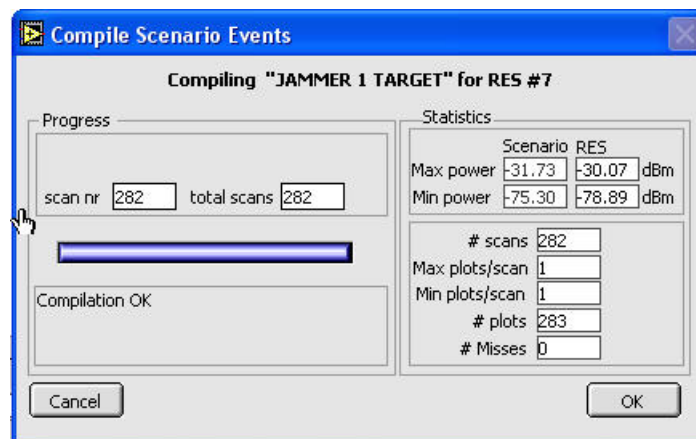 Compile Scenario Events
Compiling "JAMMER 1 TARGET" for RES #7
Progress
scan nr 282 total scans 282
Compilation OK
Statistics
Scenario RES
Max power -31.73 -30.07 dBm
Min power -75.30 -78.89 dBm
# scans 282
Max plots/scan 1
Min plots/scan 1
# plots 283
# Misses 0
Cancel
OK